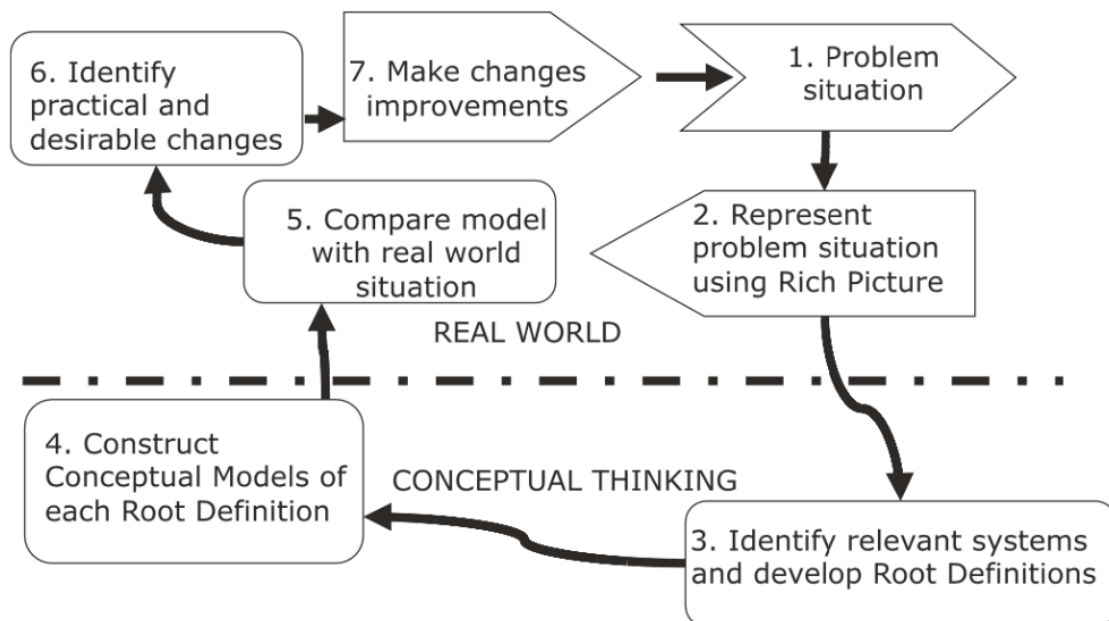 1. Problem
situation
2. Represent
problem situation
using Rich Picture
3. Identify relevant systems
and develop Root Definitions
4. Construct
Conceptual Models of
each Root Definition
5. Compare model
with real world
situation
6. Identify
practical and
desirable changes
7. Make changes
improvements
REAL WORLD
CONCEPTUAL THINKING